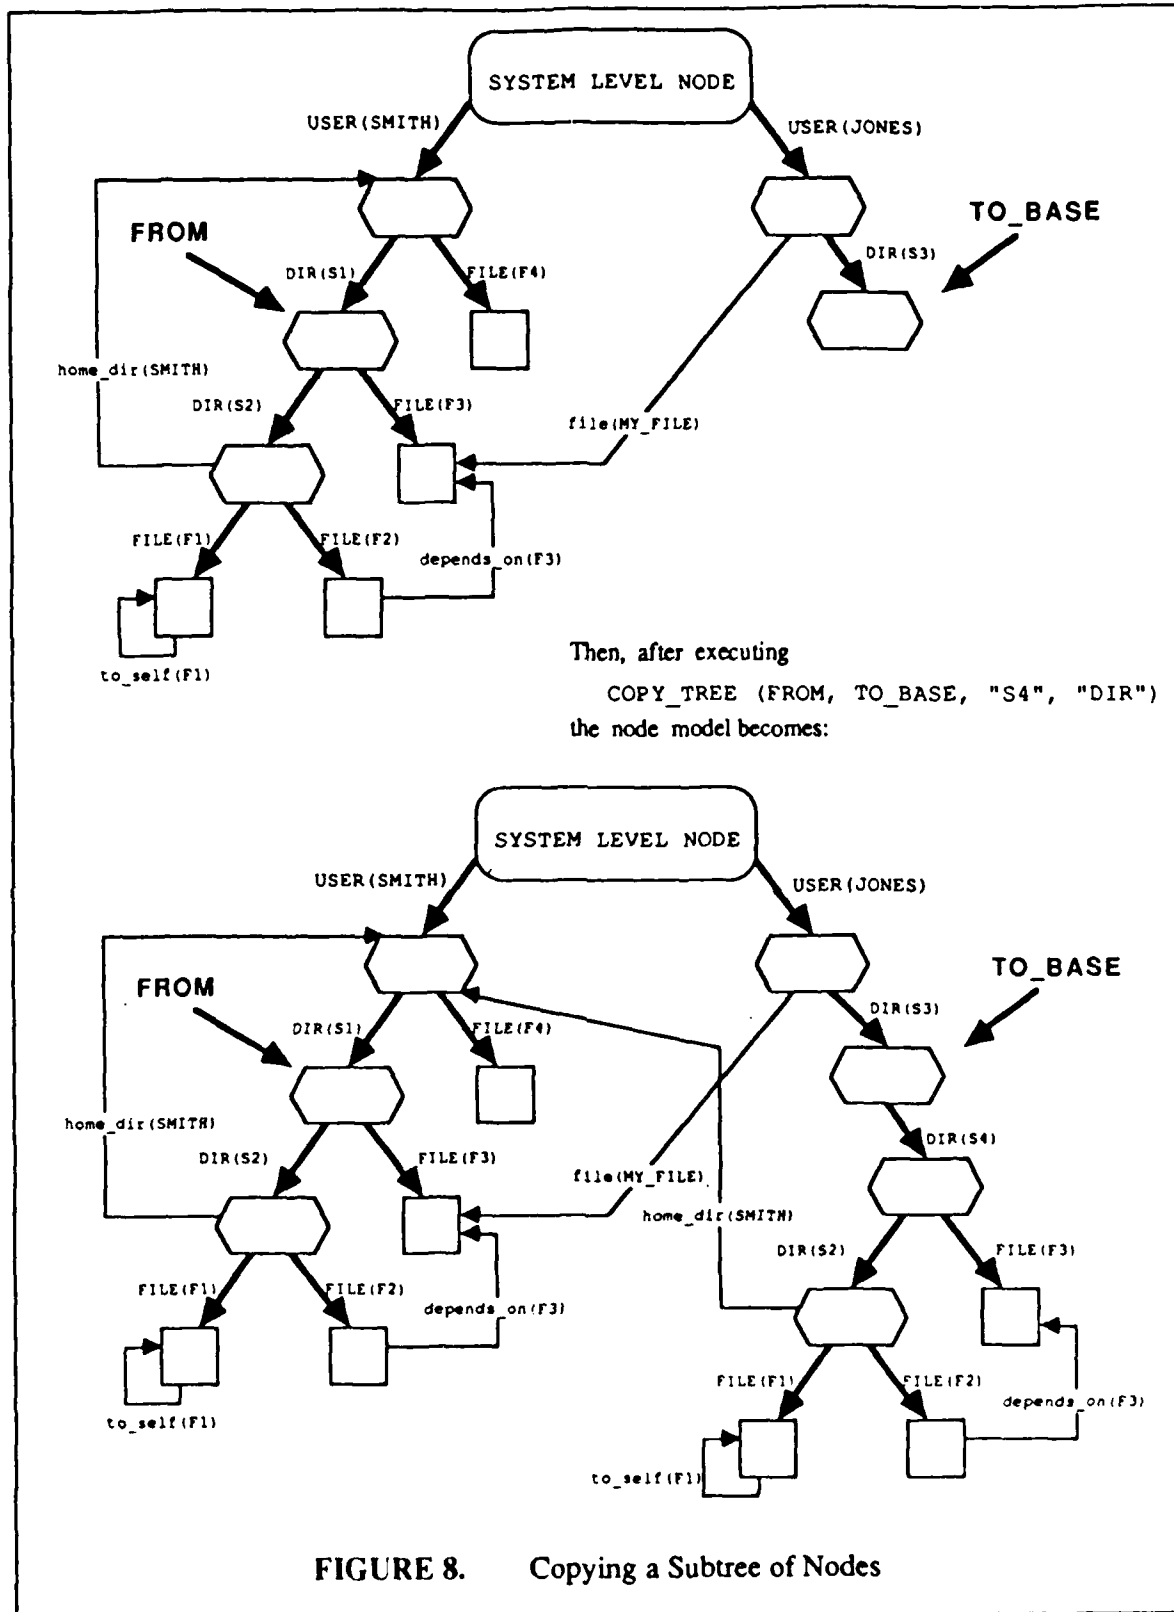 SYSTEM LEVEL NODE
USER(SMITH)
USER(JONES)
FROM
TO_BASE
DIR(S1)
FILE(F4)
DIR(S3)
home_dir(SMITH)
DIR(S2)
FILE(F3)
file(MY_FILE)
FILE(F1)
FILE(F2)
depends_on(F3)
to_self(F1)
Then, after executing
COPY_TREE (FROM, TO_BASE, "S4", "DIR")
the node model becomes:
SYSTEM LEVEL NODE
USER(SMITH)
USER(JONES)
FROM
TO_BASE
DIR(S1)
FILE(F4)
DIR(S3)
home_dir(SMITH)
DIR(S2)
FILE(F3)
file(MY_FILE)
DIR(S4)
home_dir(SMITH)
DIR(S2)
FILE(F3)
FILE(F1)
FILE(F2)
depends_on(F3)
to_self(F1)
FILE(F1)
FILE(F2)
depends_on(F3)
to_self(F1)
FIGURE 8. Copying a Subtree of Nodes